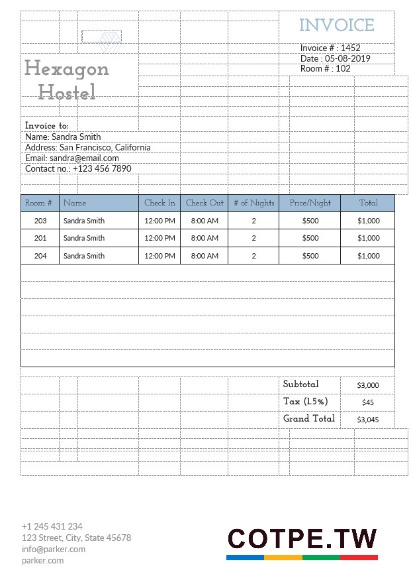 INVOICE
Invoice # : 1452
Date : 05-08-2019
Room # : 102
Hexagon
Hostel
Invoice to:
Name: Sandra Smith
Address: San Francisco, California
Email: sandra@email.com
Contact no.: +123 456 7890
Room # Name Check In Check Out # of Nights Price/Night Total
203 Sandra Smith 12:00 PM 8:00 AM 2 $500 $1,000
201 Sandra Smith 12:00 PM 8:00 AM 2 $500 $1,000
204 Sandra Smith 12:00 PM 8:00 AM 2 $500 $1,000
Subtotal $3,000
Tax (1.5%) $45
Grand Total $3,045
+1 245 431 234
123 Street, City, State 45678
info@parker.com
parker.com
COTPE.TW